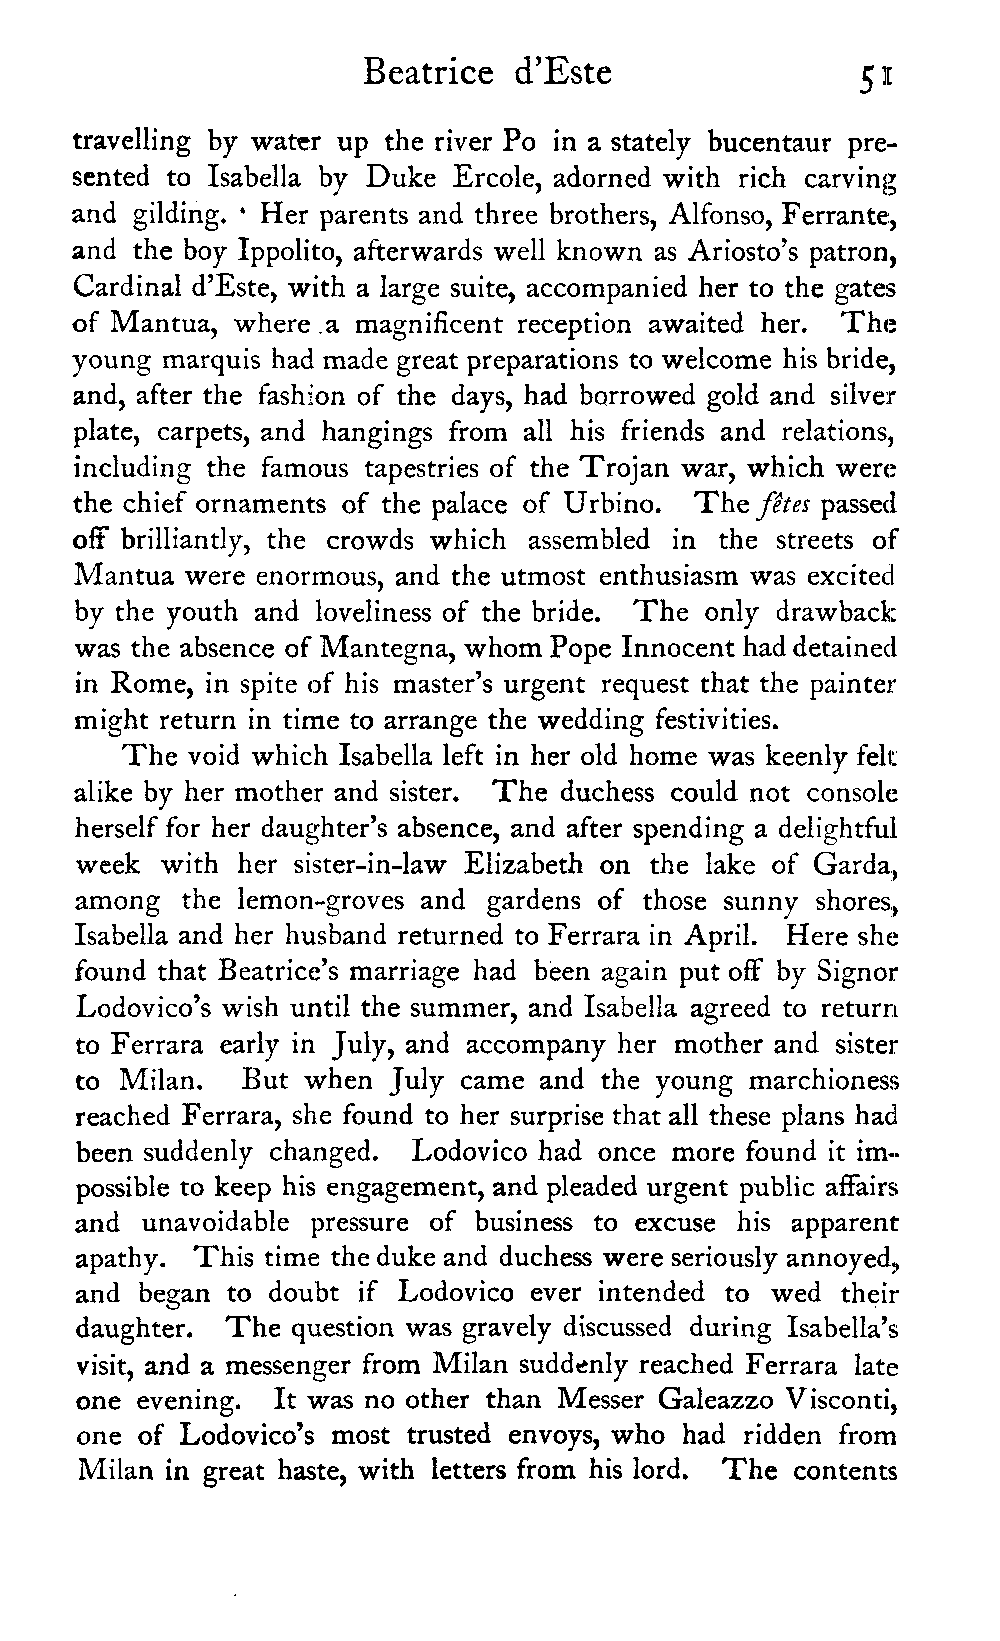 Beatrice d'Este 51
travelling by water up the river Po in a stately bucentaur pre-
sented to Isabella by Duke Ercole, adorned with rich carving
and gilding. ‛ Her parents and three brothers, Alfonso, Ferrante,
and the boy Ippolito, afterwards well known as Ariosto's patron,
Cardinal d'Este, with a large suite, accompanied her to the gates
of Mantua, where a magnificent reception awaited her. The
young marquis had made great preparations to welcome his bride,
and, after the fashion of the days, had borrowed gold and silver
plate, carpets, and hangings from all his friends and relations,
including the famous tapestries of the Trojan war, which were
the chief ornaments of the palace of Urbino. The fêtes passed
off brilliantly, the crowds which assembled in the streets of
Mantua were enormous, and the utmost enthusiasm was excited
by the youth and loveliness of the bride. The only drawback
was the absence of Mantegna, whom Pope Innocent had detained
in Rome, in spite of his master's urgent request that the painter
might return in time to arrange the wedding festivities.
The void which Isabella left in her old home was keenly felt
alike by her mother and sister. The duchess could not console
herself for her daughter's absence, and after spending a delightful
week with her sister-in-law Elizabeth on the lake of Garda,
among the lemon-groves and gardens of those sunny shores,
Isabella and her husband returned to Ferrara in April. Here she
found that Beatrice's marriage had been again put off by Signor
Lodovico's wish until the summer, and Isabella agreed to return
to Ferrara early in July, and accompany her mother and sister
to Milan. But when July came and the young marchioness
reached Ferrara, she found to her surprise that all these plans had
been suddenly changed. Lodovico had once more found it im-
possible to keep his engagement, and pleaded urgent public affairs
and unavoidable pressure of business to excuse his apparent
apathy. This time the duke and duchess were seriously annoyed,
and began to doubt if Lodovico ever intended to wed their
daughter. The question was gravely discussed during Isabella's
visit, and a messenger from Milan suddenly reached Ferrara late
one evening. It was no other than Messer Galeazzo Visconti,
one of Lodovico's most trusted envoys, who had ridden from
Milan in great haste, with letters from his lord. The contents